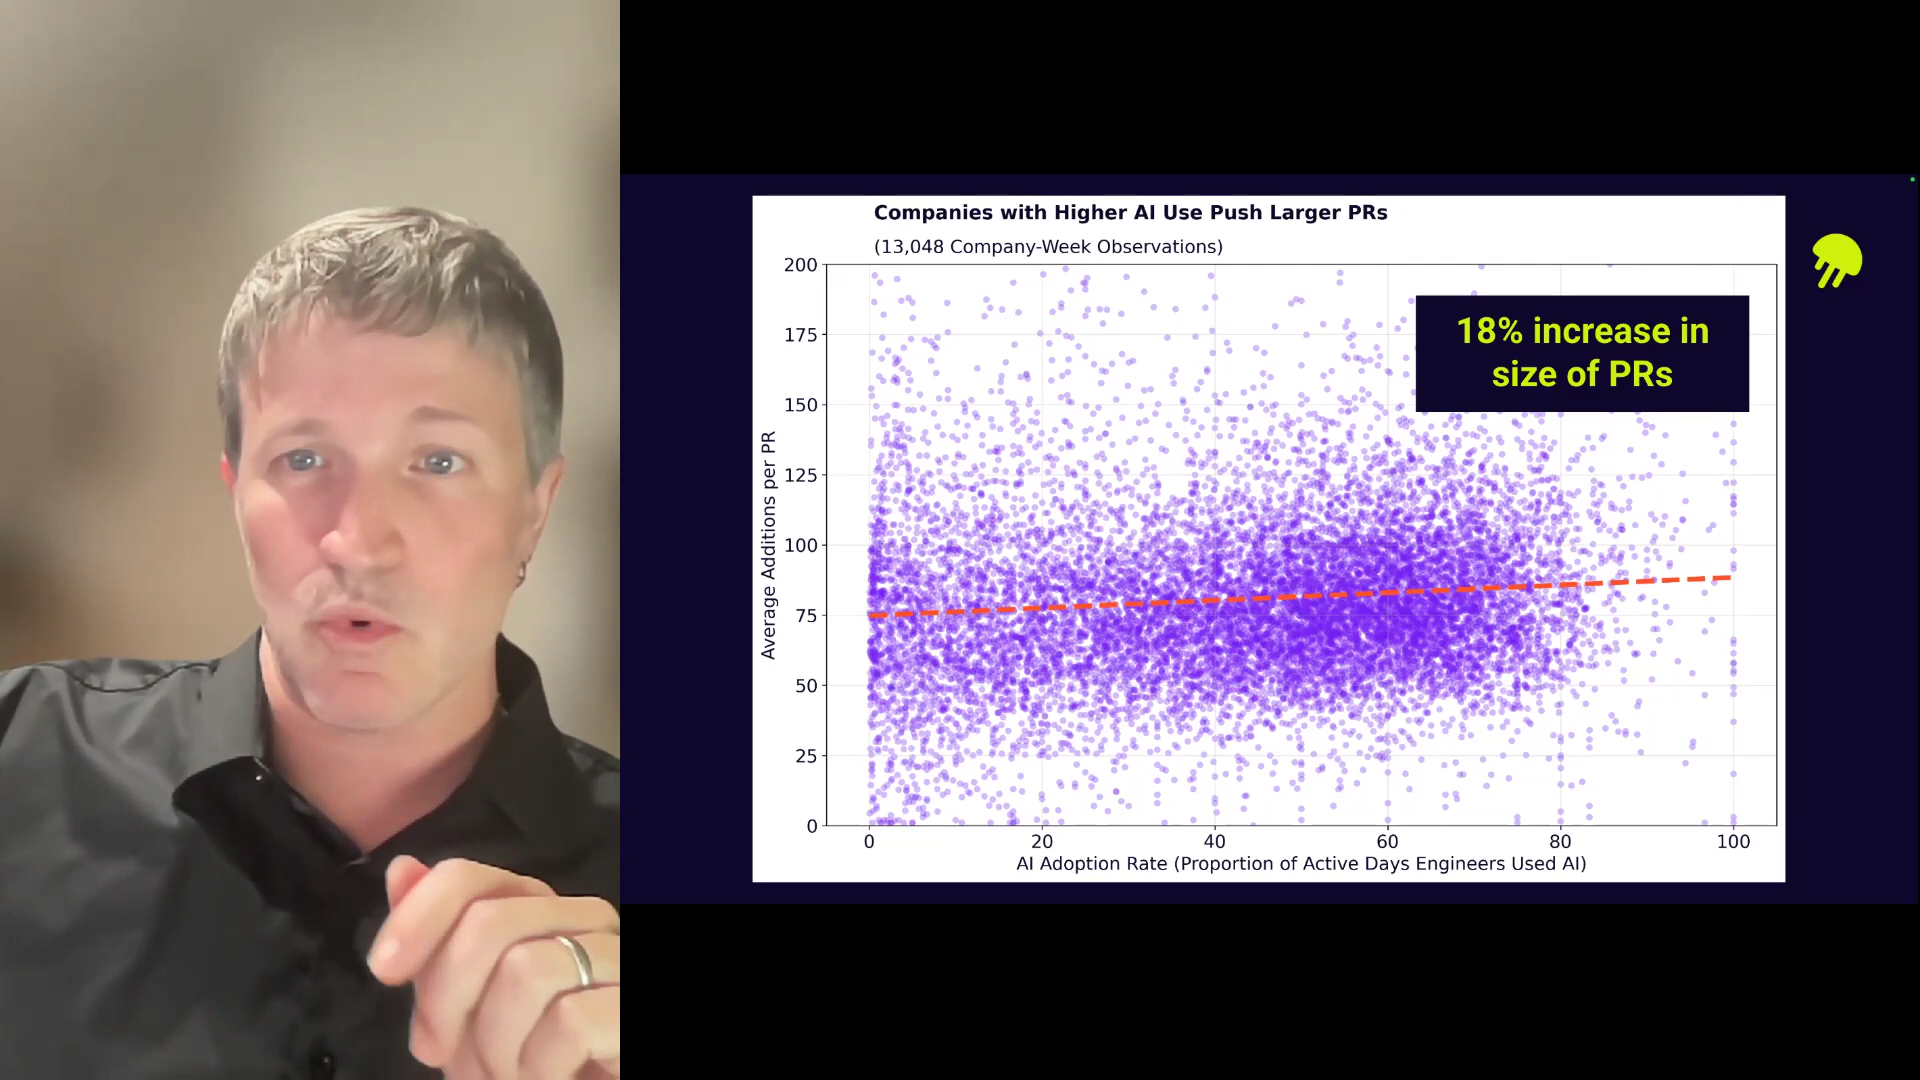 Companies with Higher AI Use Push Larger PRs
(13,048 Company-Week Observations)
18% increase in
size of PRs
Average Additions per PR
200
175
150
125
100
75
50
25
0
0 20 40 60 80 100
AI Adoption Rate (Proportion of Active Days Engineers Used AI)